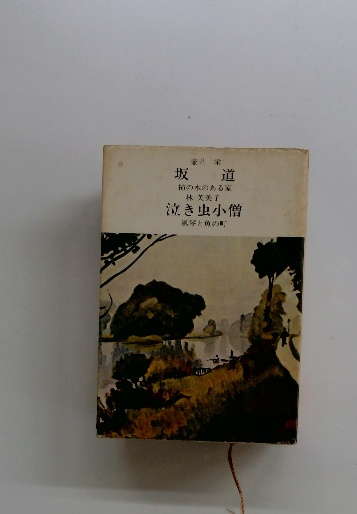 壷井 栄
坂 道
柿の木のある家
林 芙美子
泣き虫小僧
風琴と魚の町